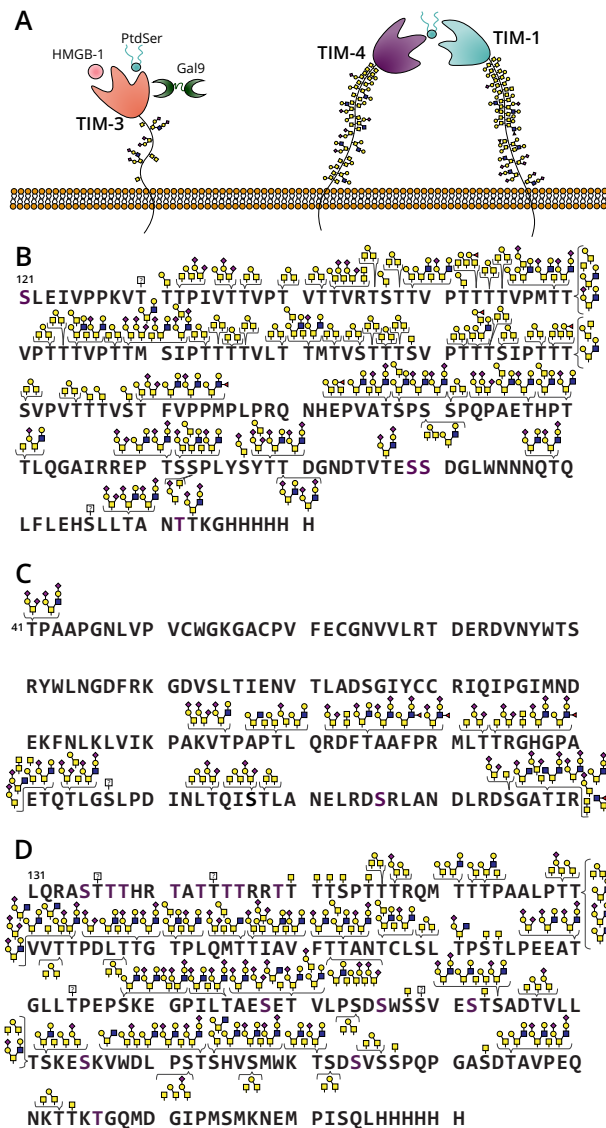 A
PtdSer
HMGB-1
Gal9
TIM-3
TIM-4
TIM-1
B
121
SLEIVPPKVT TTPIVTTVPT VTTVRTSTTV PTTTTVPMTT
VPTTTVPTTM SIPTTTTVLT TMTVSTTTSV PTTTSIPTTT
SVPVTTTVST FVPPMPLPRQ NHEPVATSPS SPQPAETHPT
TLQGAIRREP TSSPLYSYTT DGNDTVTESS DGLWNNNQTQ
LFLEHSLLTA NTTKGHHHHH H
C
41 TPAAPGNLVP VCWGKGACPV FECGNVVLRT DERDVNYWTS
RYWLNGDFRK GDVSLTIENV TLADSGIYCC RIQIPGIMND
EKFNLKLVIK PAKVTPAPTL QRDFTAAFPR MLTTRGHGPA
ETQTLGSLPD INLTQISTLA NELRDSRLAN DLRDSGATIR
D
131
LQRASTTTHR TATTTTRRTT TTSPTTTRQM TTTPAALPTT
VVTTPDLTTG TPLQMTTIAV FTTANTCLSL TPSTLPEEAT
GLLTPEPSKE GPILTAESET VLPSDSWSSV ESTSADTVLL
TSKESKVWDL PSTSHVSMWK TSDSVSSPQP GASDTAVPEQ
NKTTKTGQMD GIPMSMKNEM PISQLHHHHH H